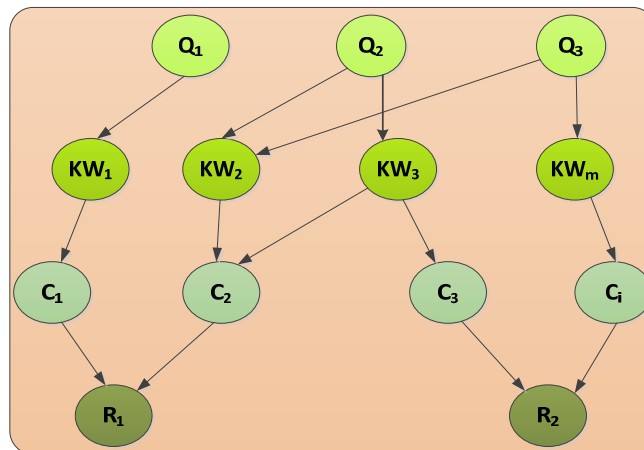 Q₁ Q₂ Q₃
KW₁ KW₂ KW₃ KWₘ
C₁ C₂ C₃ Cᵢ
R₁ R₂